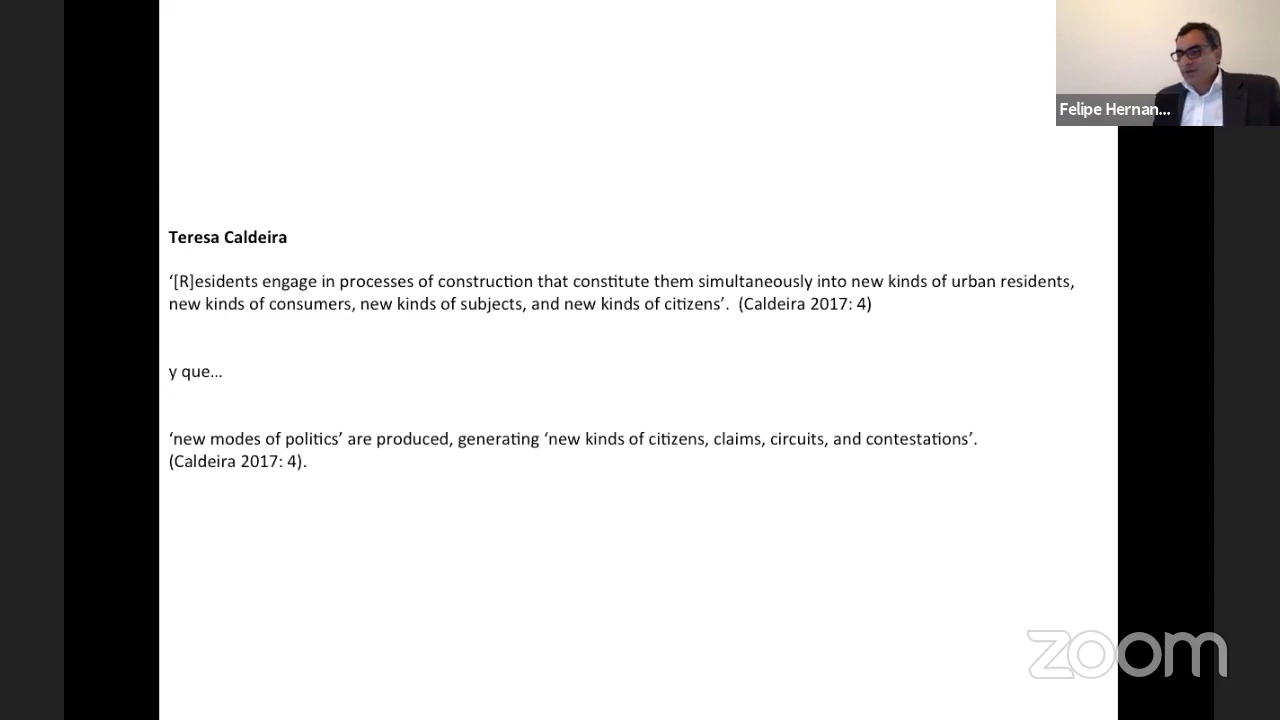 Felipe Hernan...
Teresa Caldeira
‘[R]esidents engage in processes of construction that constitute them simultaneously into new kinds of urban residents,
new kinds of consumers, new kinds of subjects, and new kinds of citizens’.  (Caldeira 2017: 4)
y que...
‘new modes of politics’ are produced, generating ‘new kinds of citizens, claims, circuits, and contestations’.
(Caldeira 2017: 4).
zoom